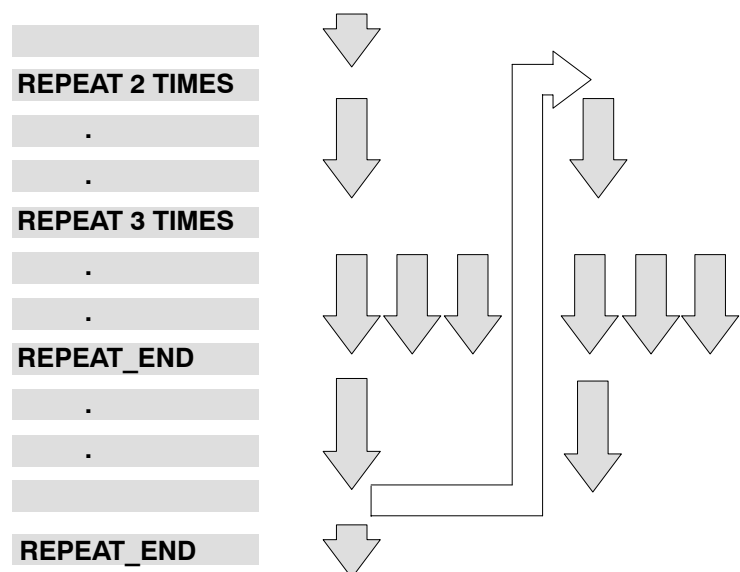 REPEAT 2 TIMES
.
.
REPEAT 3 TIMES
.
.
REPEAT_END
.
.
REPEAT_END